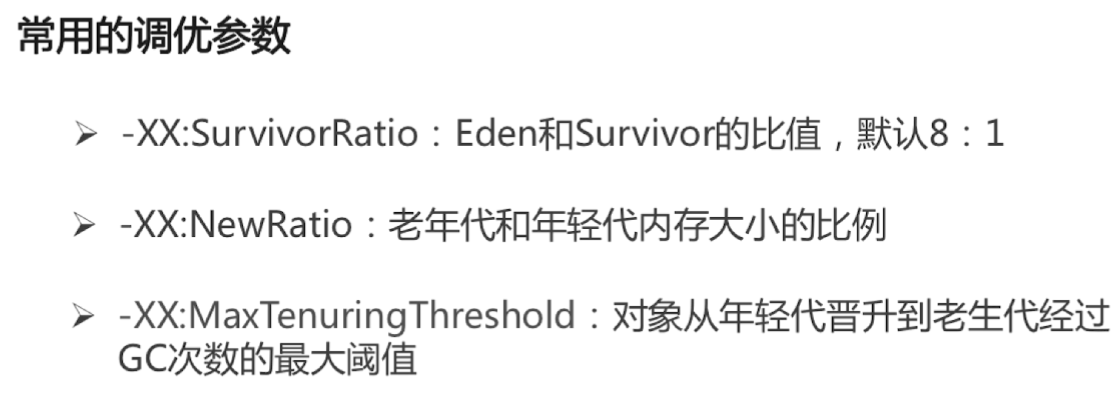 常用的调优参数
➢ -XX:SurvivorRatio：Eden和Survivor的比值，默认8：1
➢ -XX:NewRatio：老年代和年轻代内存大小的比例
➢ -XX:MaxTenuringThreshold：对象从年轻代晋升到老生代经过
GC次数的最大阈值